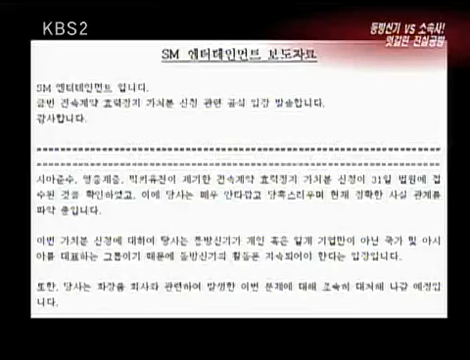 KBS2
동방신기 vs 소속사!
엇갈린 진실공방
SM 엔터테인먼트 보도자료
SM 엔터테인먼트 입니다.
금번 전속계약 효력정지 가처분 신청 관련 공식 입장 발송합니다.
감사합니다.
시아준수, 영웅재중, 믹키유천이 제기한 전속계약 효력정지 가처분 신청이 31일 법원에 접
수된 것을 확인하였고, 이에 당사는 매우 안타깝고 당혹스러우며 현재 정확한 사실 관계를
파악 중입니다.
이번 가처분 신청에 대하여 당사는 동방신기가 개인 혹은 일개 기업만이 아닌 국가 및 아시
아를 대표하는 그룹이기 때문에 동방신기의 활동은 지속되어야 한다는 입장입니다.
또한, 당사는 화장품 회사와 관련하여 발생한 이번 문제에 대해 조속히 대처해 나갈 예정입
니다.